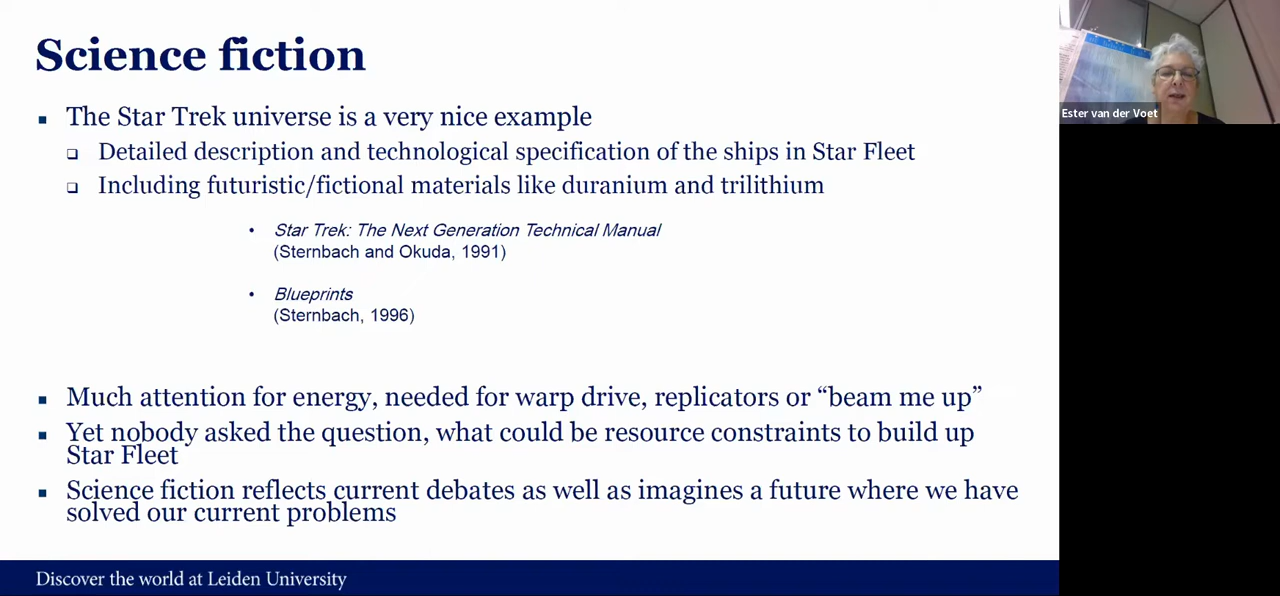 Science fiction
▪ The Star Trek universe is a very nice example
❑ Detailed description and technological specification of the ships in Star Fleet
❑ Including futuristic/fictional materials like duranium and trilithium
• Star Trek: The Next Generation Technical Manual
(Sternbach and Okuda, 1991)
• Blueprints
(Sternbach, 1996)
▪ Much attention for energy, needed for warp drive, replicators or “beam me up”
▪ Yet nobody asked the question, what could be resource constraints to build up
Star Fleet
▪ Science fiction reflects current debates as well as imagines a future where we have
solved our current problems
Discover the world at Leiden University
Ester van der Voet